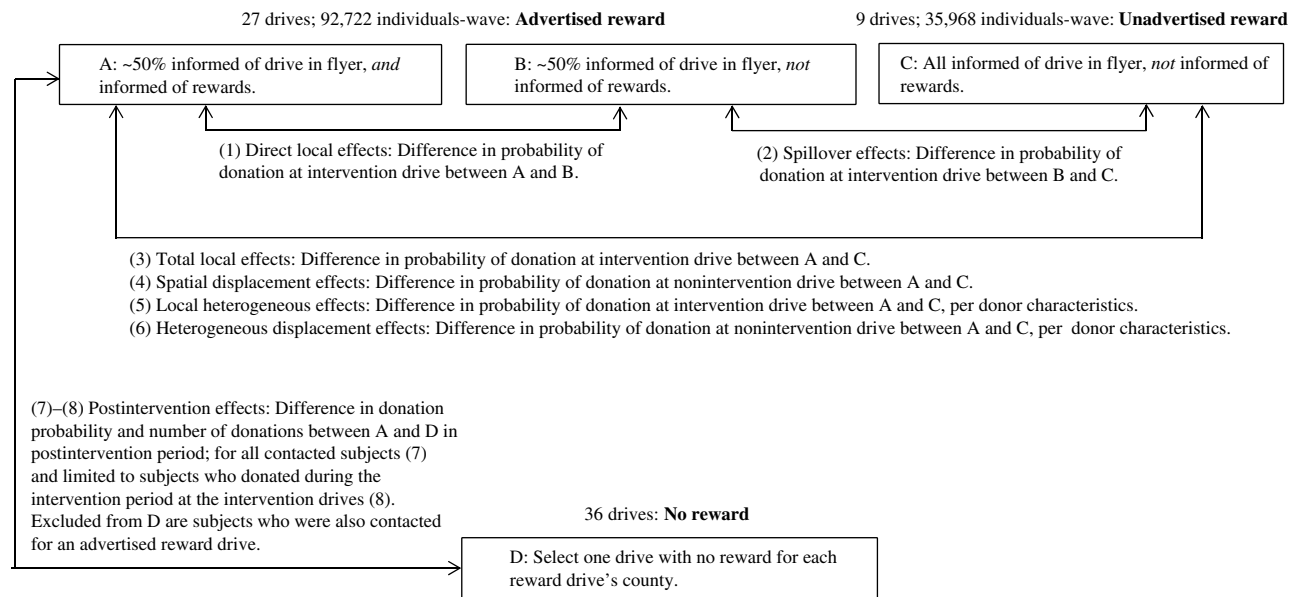 27 drives; 92,722 individuals-wave: Advertised reward
9 drives; 35,968 individuals-wave: Unadvertised reward
A: ~50% informed of drive in flyer, and
informed of rewards.
B: ~50% informed of drive in flyer, not
informed of rewards.
C: All informed of drive in flyer, not informed of
rewards.
(1) Direct local effects: Difference in probability of
donation at intervention drive between A and B.
(2) Spillover effects: Difference in probability of
donation at intervention drive between B and C.
(3) Total local effects: Difference in probability of donation at intervention drive between A and C.
(4) Spatial displacement effects: Difference in probability of donation at nonintervention drive between A and C.
(5) Local heterogeneous effects: Difference in probability of donation at intervention drive between A and C, per donor characteristics.
(6) Heterogeneous displacement effects: Difference in probability of donation at nonintervention drive between A and C, per donor characteristics.
(7)–(8) Postintervention effects: Difference in donation
probability and number of donations between A and D in
postintervention period; for all contacted subjects (7)
and limited to subjects who donated during the
intervention period at the intervention drives (8).
Excluded from D are subjects who were also contacted
for an advertised reward drive.
36 drives: No reward
D: Select one drive with no reward for each
reward drive's county.